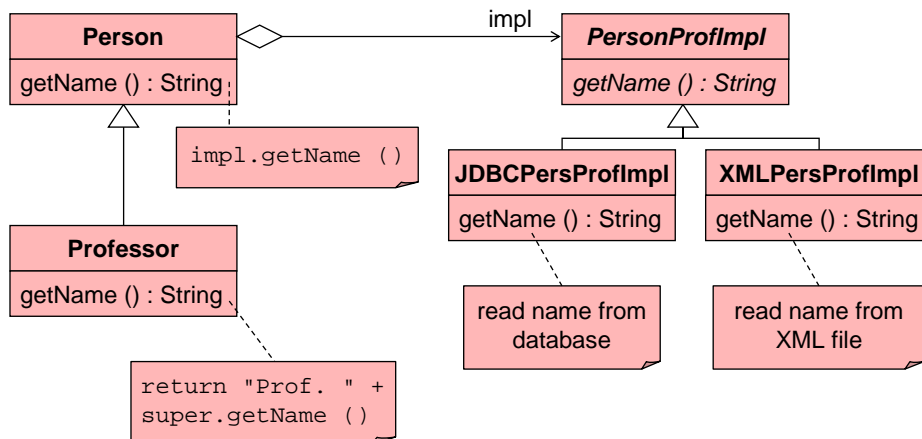 impl
Person
getName () : String
impl.getName ()
Professor
getName () : String
return "Prof. " +
super.getName ()
PersonProfImpl
getName () : String
JDBCPersProfImpl
getName () : String
read name from
database
XMLPersProfImpl
getName () : String
read name from
XML file